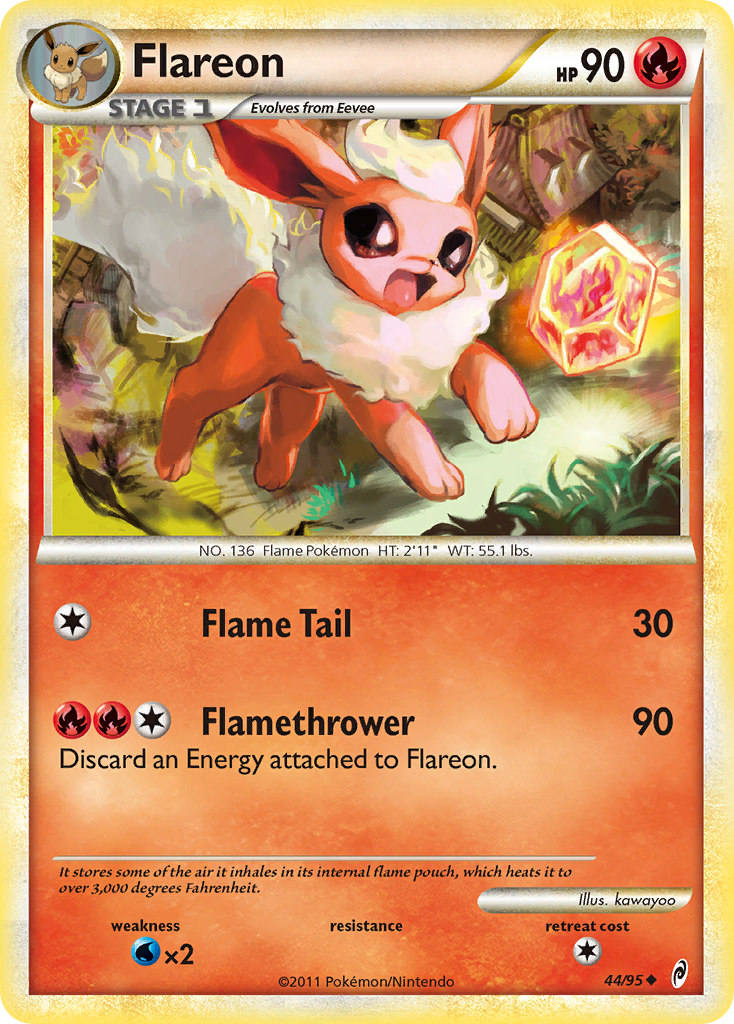 Flareon
HP 90
STAGE 1
Evolves from Eevee
NO. 136 Flame Pokémon HT: 2'11" WT: 55.1 lbs.
Flame Tail 30
Flamethrower 90
Discard an Energy attached to Flareon.
It stores some of the air it inhales in its internal flame pouch, which heats it to
over 3,000 degrees Fahrenheit.
Illus. kawayoo
weakness resistance retreat cost
×2
©2011 Pokémon/Nintendo
44/95